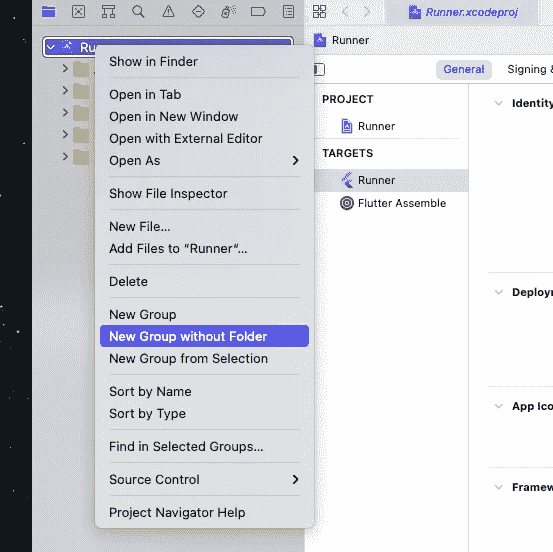 Runner.xcodeproj
Ru
Runner
Show in Finder
Open in Tab
Open in New Window
Open with External Editor
Open As
Show File Inspector
New File...
Add Files to “Runner“...
Delete
New Group
New Group without Folder
New Group from Selection
Sort by Name
Sort by Type
Find in Selected Groups...
Source Control
Project Navigator Help
General
Signing &
PROJECT
Runner
TARGETS
Runner
Flutter Assemble
Identity
Deploym
App Ico
Framew